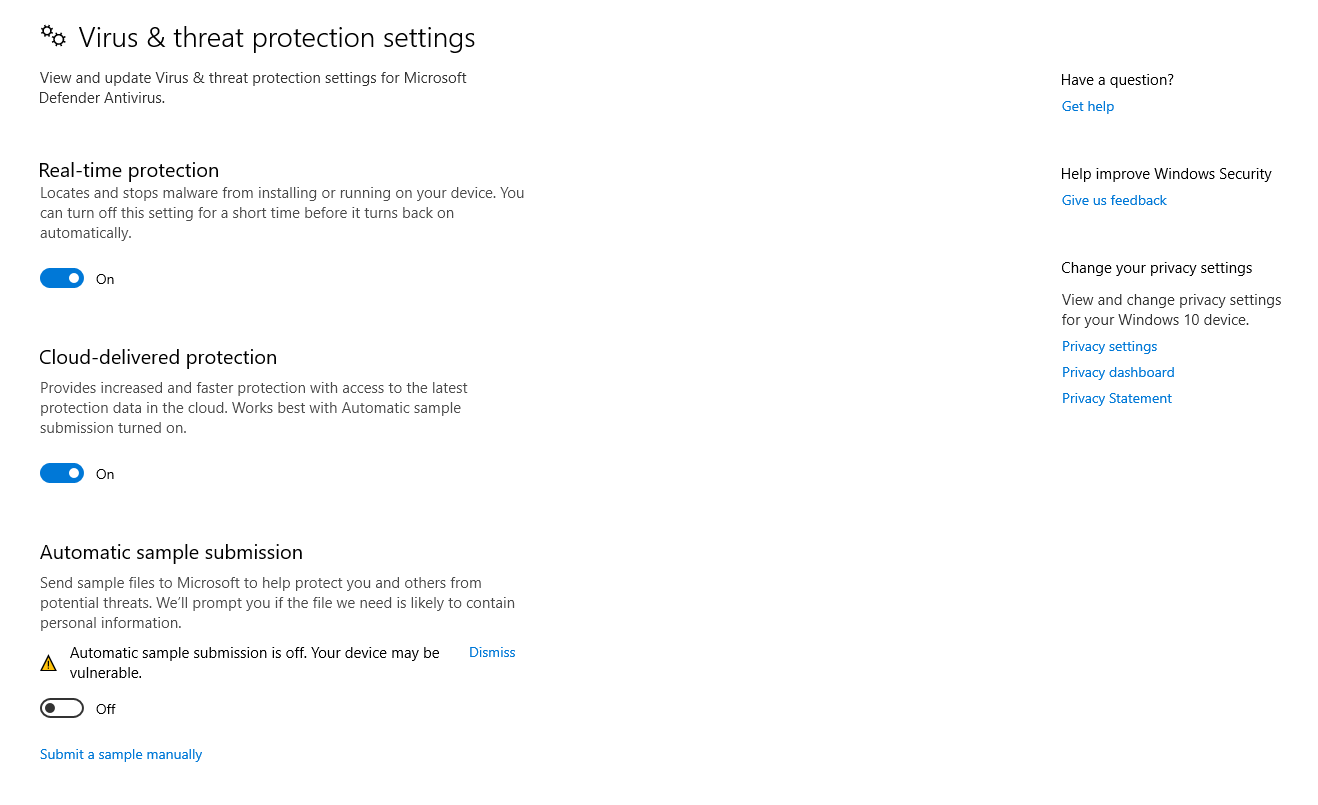 Virus & threat protection settings
View and update Virus & threat protection settings for Microsoft
Defender Antivirus.
Real-time protection
Locates and stops malware from installing or running on your device. You
can turn off this setting for a short time before it turns back on
automatically.
On
Cloud-delivered protection
Provides increased and faster protection with access to the latest
protection data in the cloud. Works best with Automatic sample
submission turned on.
On
Automatic sample submission
Send sample files to Microsoft to help protect you and others from
potential threats. We'll prompt you if the file we need is likely to contain
personal information.
Automatic sample submission is off. Your device may be
vulnerable.
Dismiss
Off
Submit a sample manually
Have a question?
Get help
Help improve Windows Security
Give us feedback
Change your privacy settings
View and change privacy settings
for your Windows 10 device.
Privacy settings
Privacy dashboard
Privacy Statement